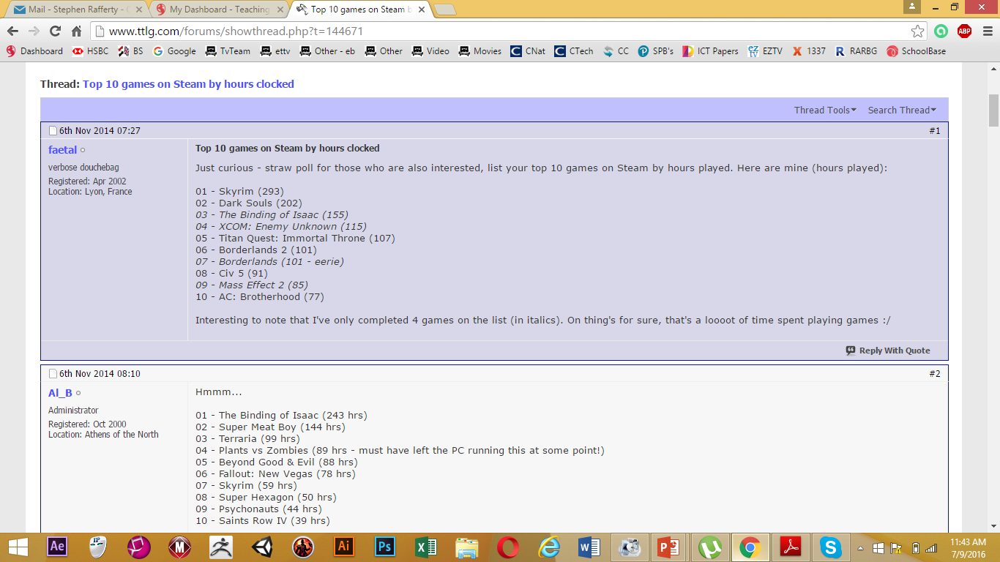 Mail - Stephen Rafferty -
My Dashboard - Teaching
Top 10 games on Steam b
www.ttlg.com/forums/showthread.php?t=144671
ABP
Dashboard HSBC BS Google TvTeam ettv Other - eb Other Video Movies CNat CTech CC SPB's ICT Papers EZTV 1337 RARBG SchoolBase
Thread: Top 10 games on Steam by hours clocked
Thread Tools Search Thread
6th Nov 2014 07:27 #1
faetal
verbose douchebag
Registered: Apr 2002
Location: Lyon, France
Top 10 games on Steam by hours clocked
Just curious - straw poll for those who are also interested, list your top 10 games on Steam by hours played. Here are mine (hours played):
01 - Skyrim (293)
02 - Dark Souls (202)
03 - The Binding of Isaac (155)
04 - XCOM: Enemy Unknown (115)
05 - Titan Quest: Immortal Throne (107)
06 - Borderlands 2 (101)
07 - Borderlands (101 - eerie)
08 - Civ 5 (91)
09 - Mass Effect 2 (85)
10 - AC: Brotherhood (77)
Interesting to note that I've only completed 4 games on the list (in italics). On thing's for sure, that's a loooot of time spent playing games :/
Reply With Quote
6th Nov 2014 08:10 #2
Al_B
Administrator
Registered: Oct 2000
Location: Athens of the North
Hmmm...
01 - The Binding of Isaac (243 hrs)
02 - Super Meat Boy (144 hrs)
03 - Terraria (99 hrs)
04 - Plants vs Zombies (89 hrs - must have left the PC running this at some point!)
05 - Beyond Good & Evil (88 hrs)
06 - Fallout: New Vegas (78 hrs)
07 - Skyrim (59 hrs)
08 - Super Hexagon (50 hrs)
09 - Psychonauts (44 hrs)
10 - Saints Row IV (39 hrs)
Ae IP M Ai Ps
11:43 AM
7/9/2016